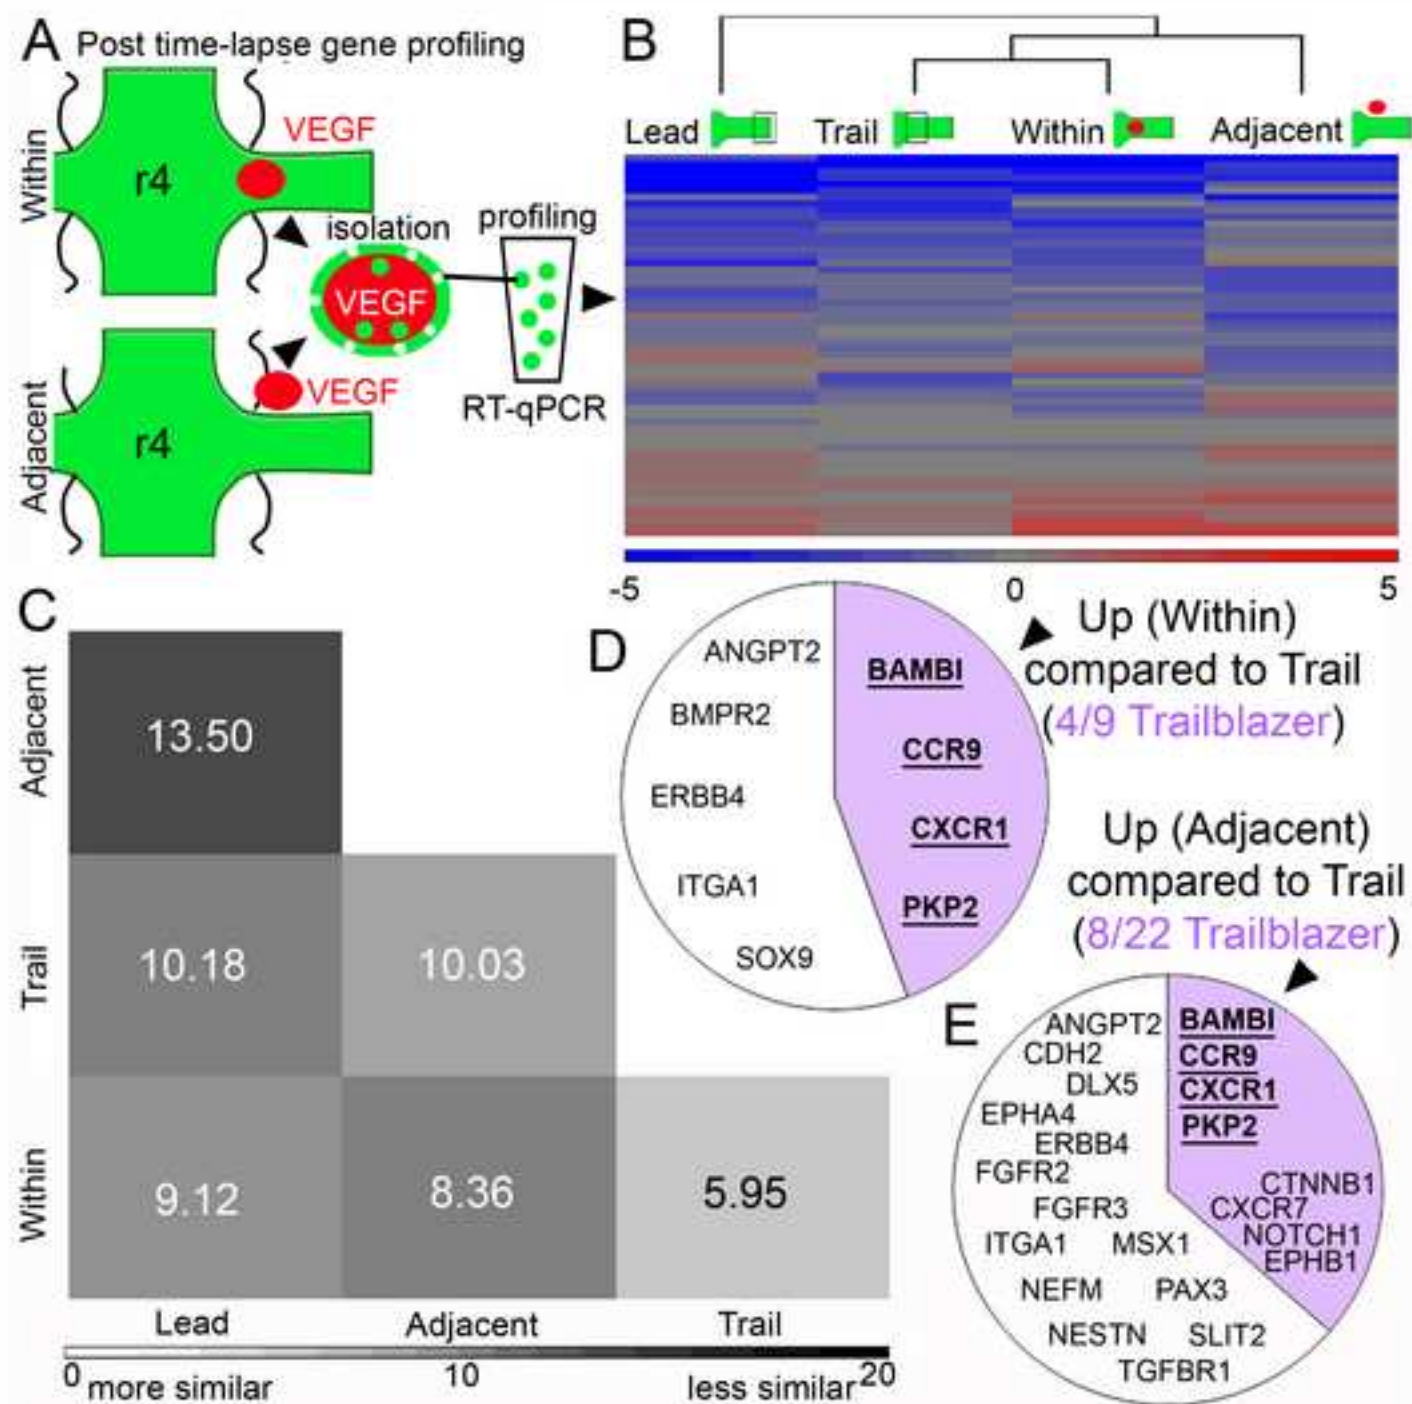 A
Post time-lapse gene profiling
Within
r4
VEGF
isolation
VEGF
profiling
RT-qPCR
Adjacent
r4
VEGF
B
Lead
Trail
Within
Adjacent
-5
0
5
C
Adjacent
13.50
Trail
10.18
10.03
Within
9.12
8.36
5.95
Lead
Adjacent
Trail
0
10
20
more similar
less similar
D
ANGPT2
BMPR2
ERBB4
ITGA1
SOX9
BAMBI
CCR9
CXCR1
PKP2
Up (Within)
compared to Trail
(4/9 Trailblazer)
Up (Adjacent)
compared to Trail
(8/22 Trailblazer)
E
ANGPT2
CDH2
DLX5
EPHA4
ERBB4
FGFR2
FGFR3
ITGA1
MSX1
NEFM
PAX3
NESTN
SLIT2
TGFBR1
BAMBI
CCR9
CXCR1
PKP2
CTNNB1
CXCR7
NOTCH1
EPHB1